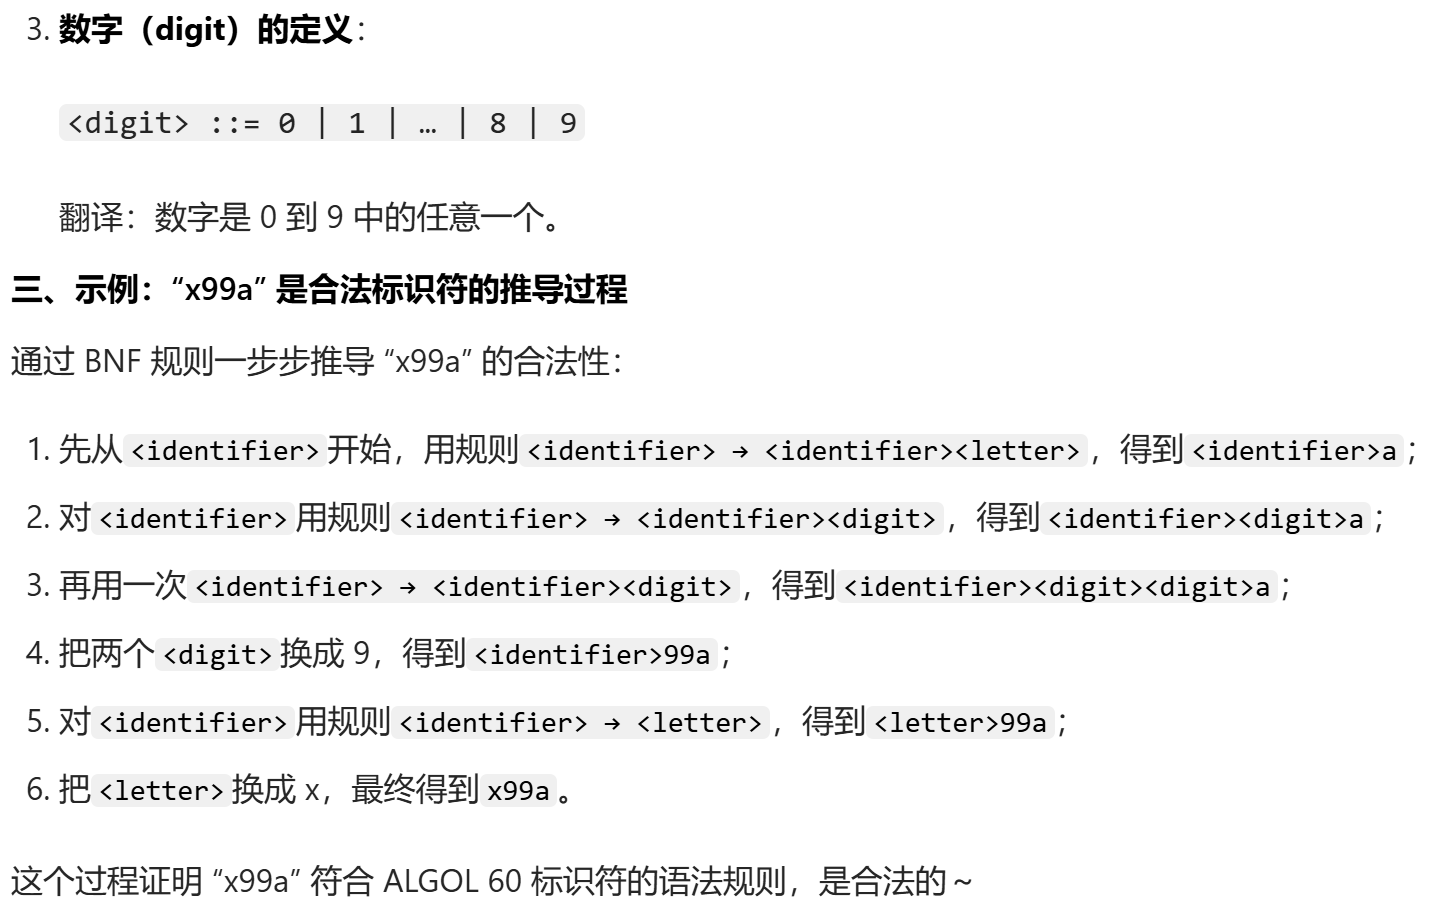 3. 数字（digit）的定义：
<digit> ::= 0 | 1 | … | 8 | 9
翻译：数字是 0 到 9 中的任意一个。
三、示例：“x99a” 是合法标识符的推导过程
通过 BNF 规则一步步推导 “x99a” 的合法性：
1. 先从<identifier>开始，用规则<identifier> → <identifier><letter>，得到<identifier>a；
2. 对<identifier>用规则<identifier> → <identifier><digit>，得到<identifier><digit>a；
3. 再用一次<identifier> → <identifier><digit>，得到<identifier><digit><digit>a；
4. 把两个<digit>换成 9，得到<identifier>99a；
5. 对<identifier>用规则<identifier> → <letter>，得到<letter>99a；
6. 把<letter>换成 x，最终得到x99a。
这个过程证明 “x99a” 符合 ALGOL 60 标识符的语法规则，是合法的～